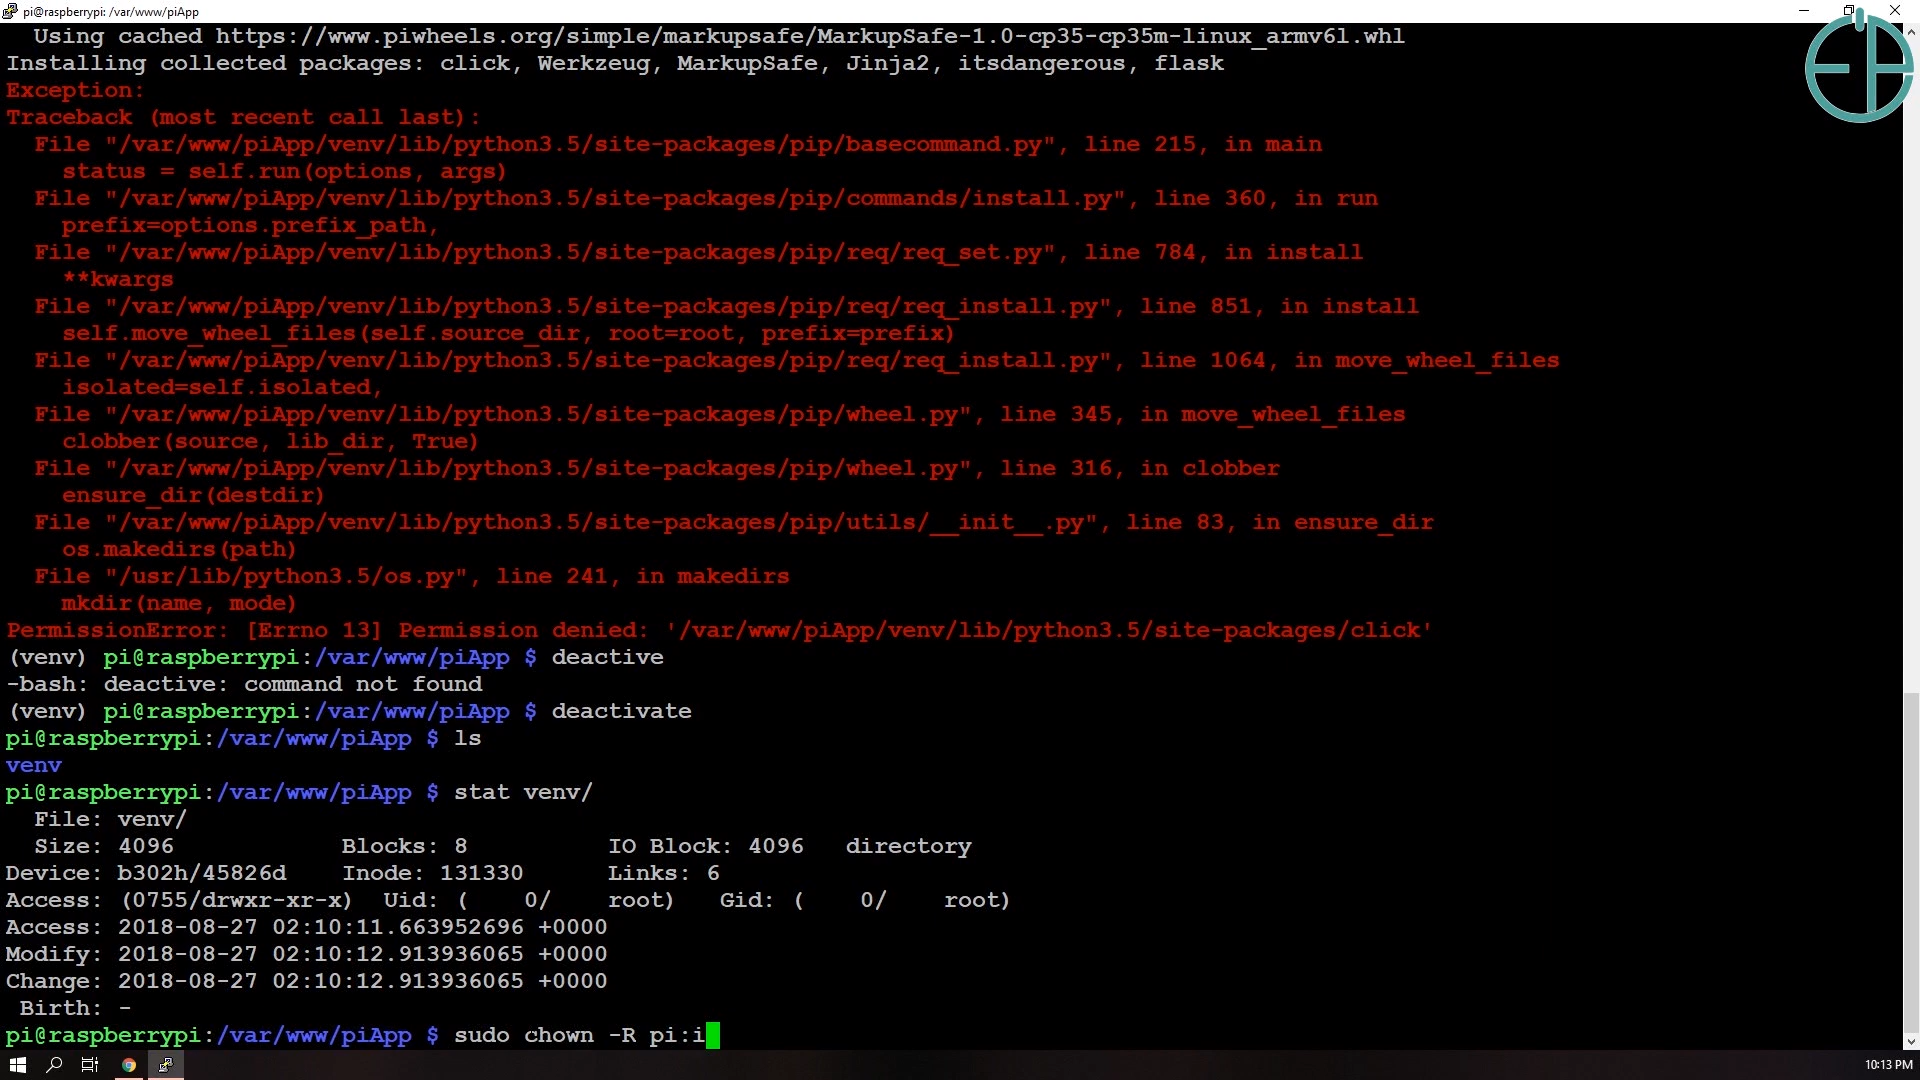 pi@raspberrypi: /var/www/piApp
  Using cached https://www.piwheels.org/simple/markupsafe/MarkupSafe-1.0-cp35-cp35m-linux_armv6l.whl
Installing collected packages: click, Werkzeug, MarkupSafe, Jinja2, itsdangerous, flask
Exception:
Traceback (most recent call last):
  File "/var/www/piApp/venv/lib/python3.5/site-packages/pip/basecommand.py", line 215, in main
    status = self.run(options, args)
  File "/var/www/piApp/venv/lib/python3.5/site-packages/pip/commands/install.py", line 360, in run
    prefix=options.prefix_path,
  File "/var/www/piApp/venv/lib/python3.5/site-packages/pip/req/req_set.py", line 784, in install
    **kwargs
  File "/var/www/piApp/venv/lib/python3.5/site-packages/pip/req/req_install.py", line 851, in install
    self.move_wheel_files(self.source_dir, root=root, prefix=prefix)
  File "/var/www/piApp/venv/lib/python3.5/site-packages/pip/req/req_install.py", line 1064, in move_wheel_files
    isolated=self.isolated,
  File "/var/www/piApp/venv/lib/python3.5/site-packages/pip/wheel.py", line 345, in move_wheel_files
    clobber(source, lib_dir, True)
  File "/var/www/piApp/venv/lib/python3.5/site-packages/pip/wheel.py", line 316, in clobber
    ensure_dir(destdir)
  File "/var/www/piApp/venv/lib/python3.5/site-packages/pip/utils/__init__.py", line 83, in ensure_dir
    os.makedirs(path)
  File "/usr/lib/python3.5/os.py", line 241, in makedirs
    mkdir(name, mode)
PermissionError: [Errno 13] Permission denied: '/var/www/piApp/venv/lib/python3.5/site-packages/click'
(venv) pi@raspberrypi:/var/www/piApp $ deactive
-bash: deactive: command not found
(venv) pi@raspberrypi:/var/www/piApp $ deactivate
pi@raspberrypi:/var/www/piApp $ ls
venv
pi@raspberrypi:/var/www/piApp $ stat venv/
  File: venv/
  Size: 4096            Blocks: 8          IO Block: 4096   directory
Device: b302h/45826d    Inode: 131330      Links: 6
Access: (0755/drwxr-xr-x)  Uid: (    0/    root)   Gid: (    0/    root)
Access: 2018-08-27 02:10:11.663952696 +0000
Modify: 2018-08-27 02:10:12.913936065 +0000
Change: 2018-08-27 02:10:12.913936065 +0000
 Birth: -
pi@raspberrypi:/var/www/piApp $ sudo chown -R pi:i
10:13 PM